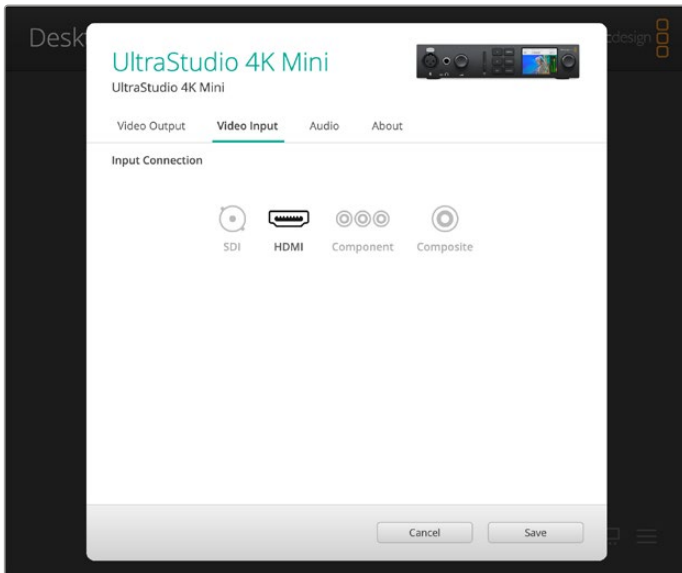 Desk
cdesign
UltraStudio 4K Mini
UltraStudio 4K Mini
Video Output Video Input Audio About
Input Connection
SDI HDMI Component Composite
Cancel Save